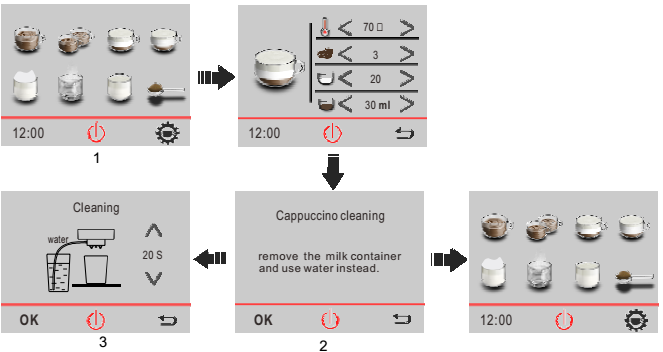 70 □
3
20
30 ml
12:00
12:00
1
Cleaning
water
20 S
OK
3
Cappuccino cleaning
remove the milk container
and use water instead.
OK
2
12:00